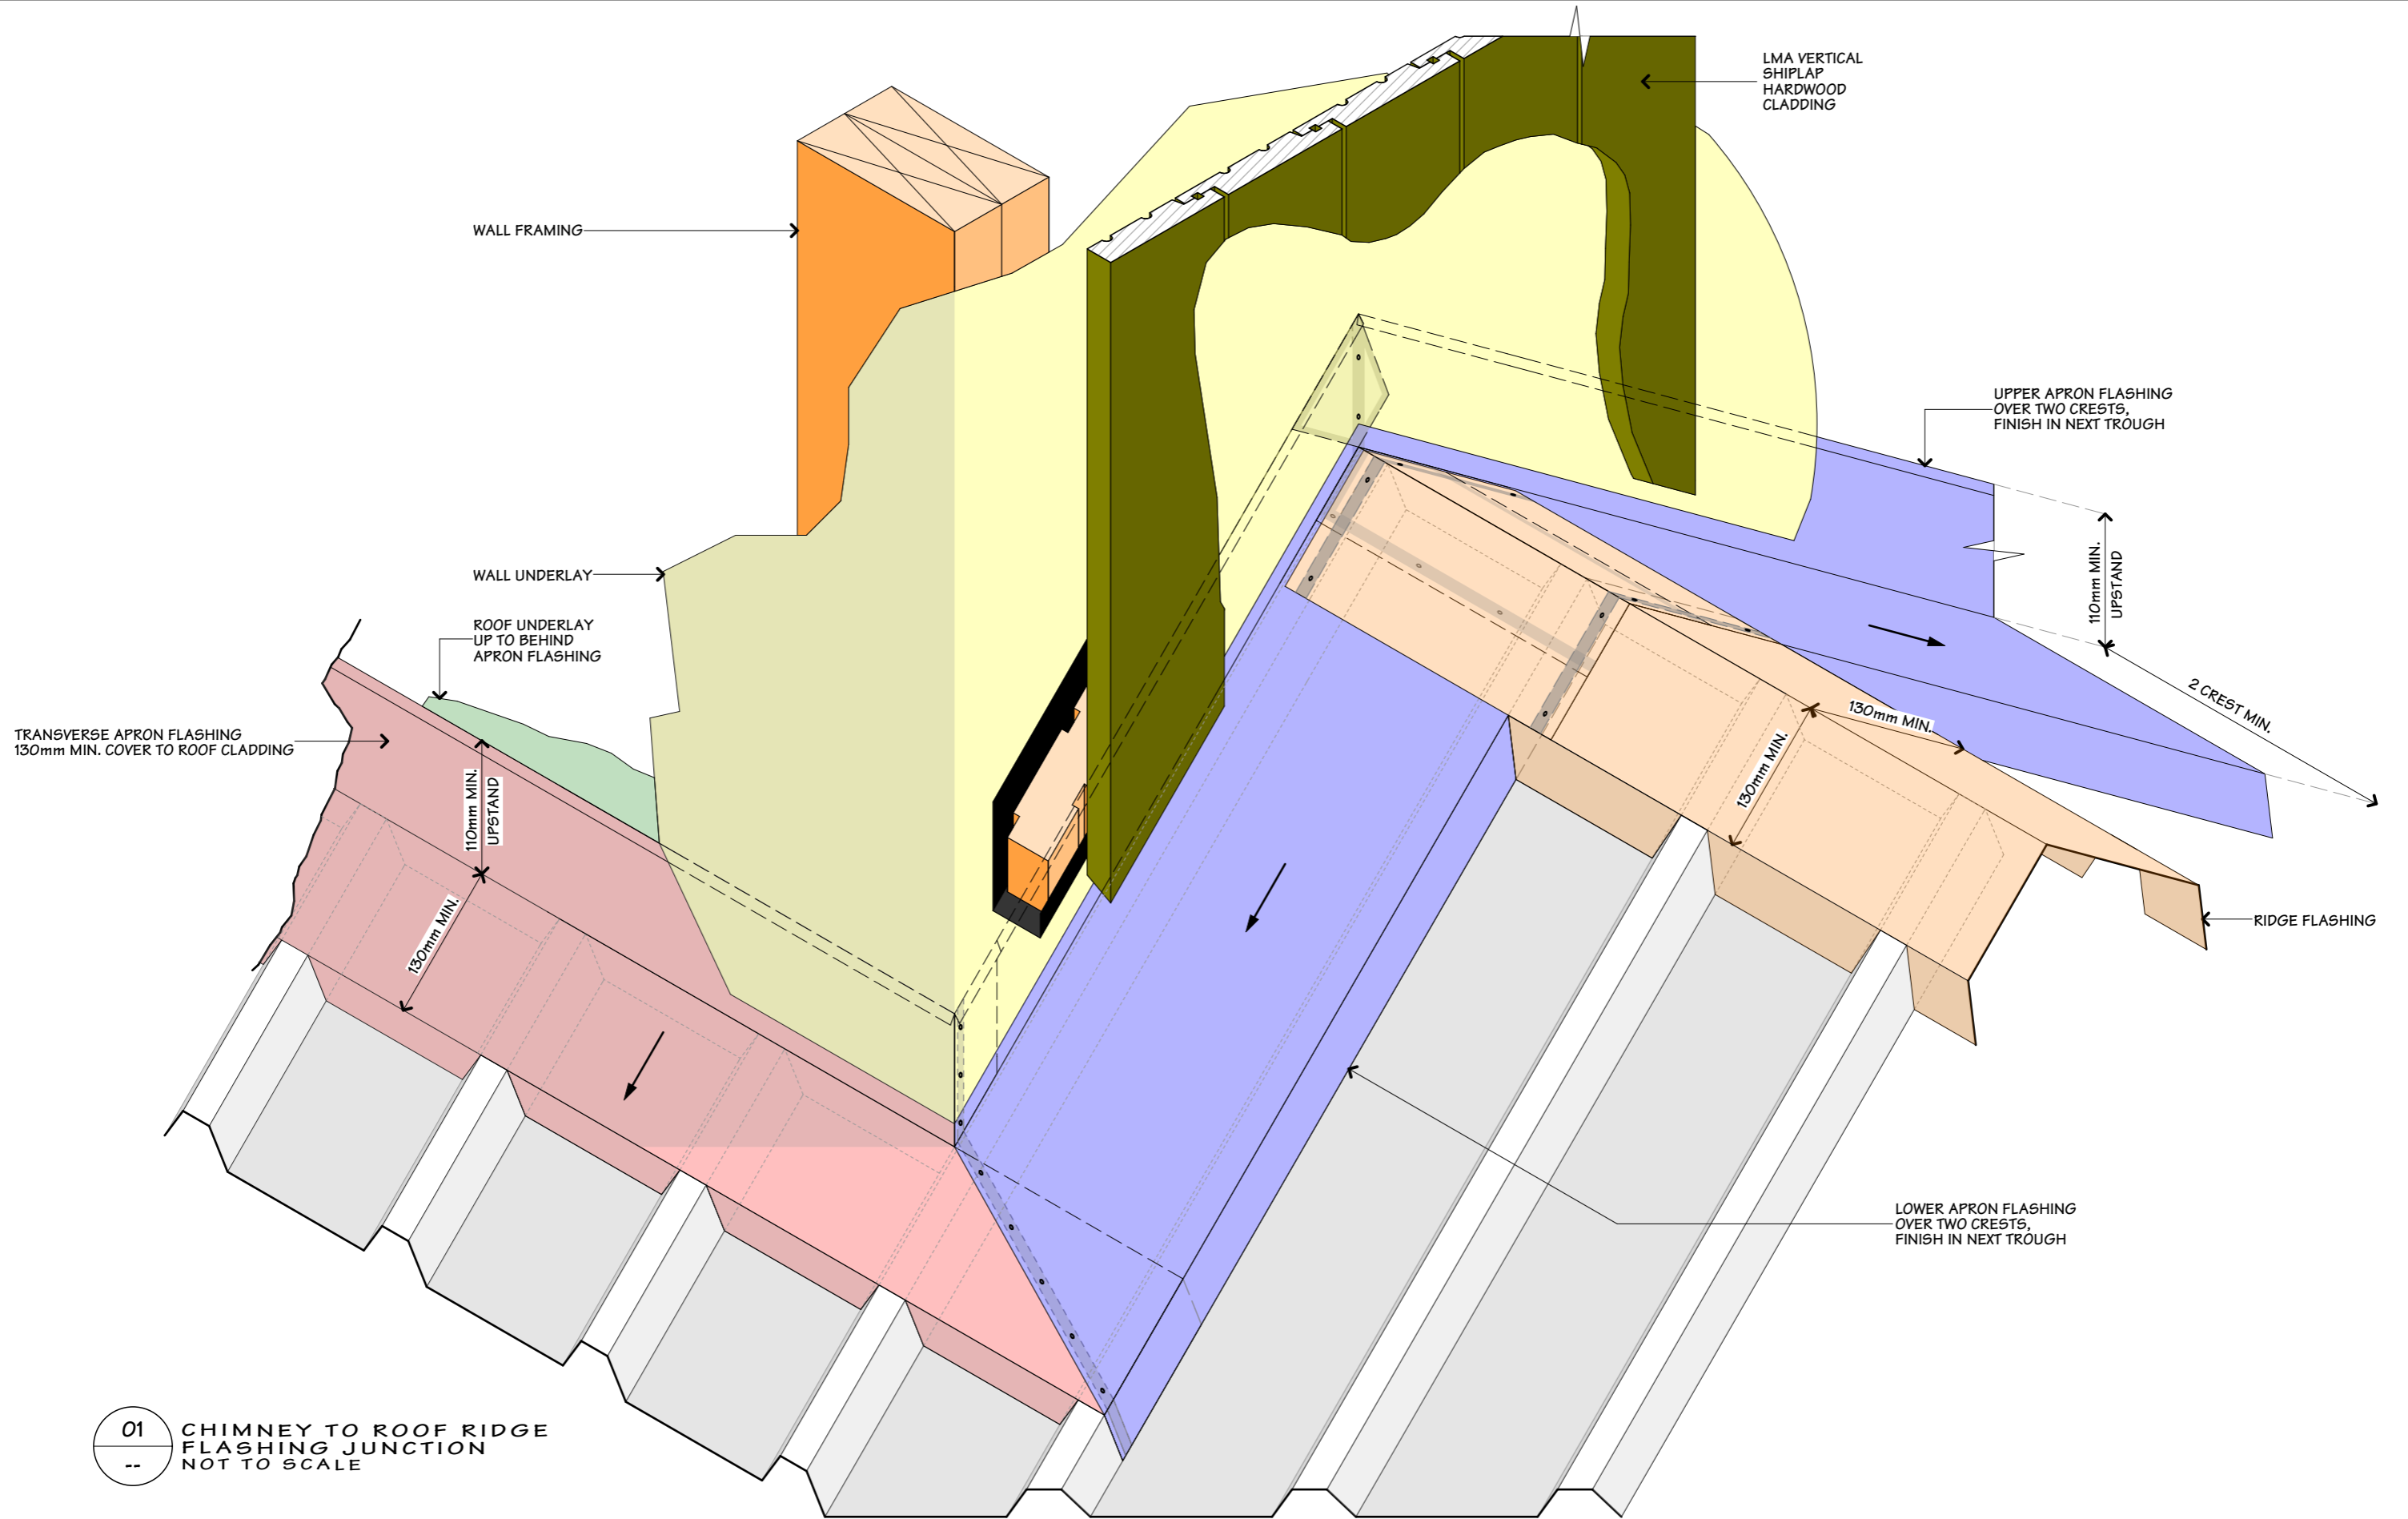 LMA VERTICAL
SHIPLAP
HARDWOOD
CLADDING
WALL FRAMING
UPPER APRON FLASHING
OVER TWO CRESTS,
FINISH IN NEXT TROUGH
WALL UNDERLAY
ROOF UNDERLAY
UP TO BEHIND
APRON FLASHING
TRANSVERSE APRON FLASHING
130mm MIN. COVER TO ROOF CLADDING
110mm MIN.
UPSTAND
130mm MIN.
110mm MIN.
UPSTAND
2 CREST MIN.
130mm MIN.
130mm MIN.
RIDGE FLASHING
LOWER APRON FLASHING
OVER TWO CRESTS,
FINISH IN NEXT TROUGH
01
--
CHIMNEY TO ROOF RIDGE
FLASHING JUNCTION
NOT TO SCALE